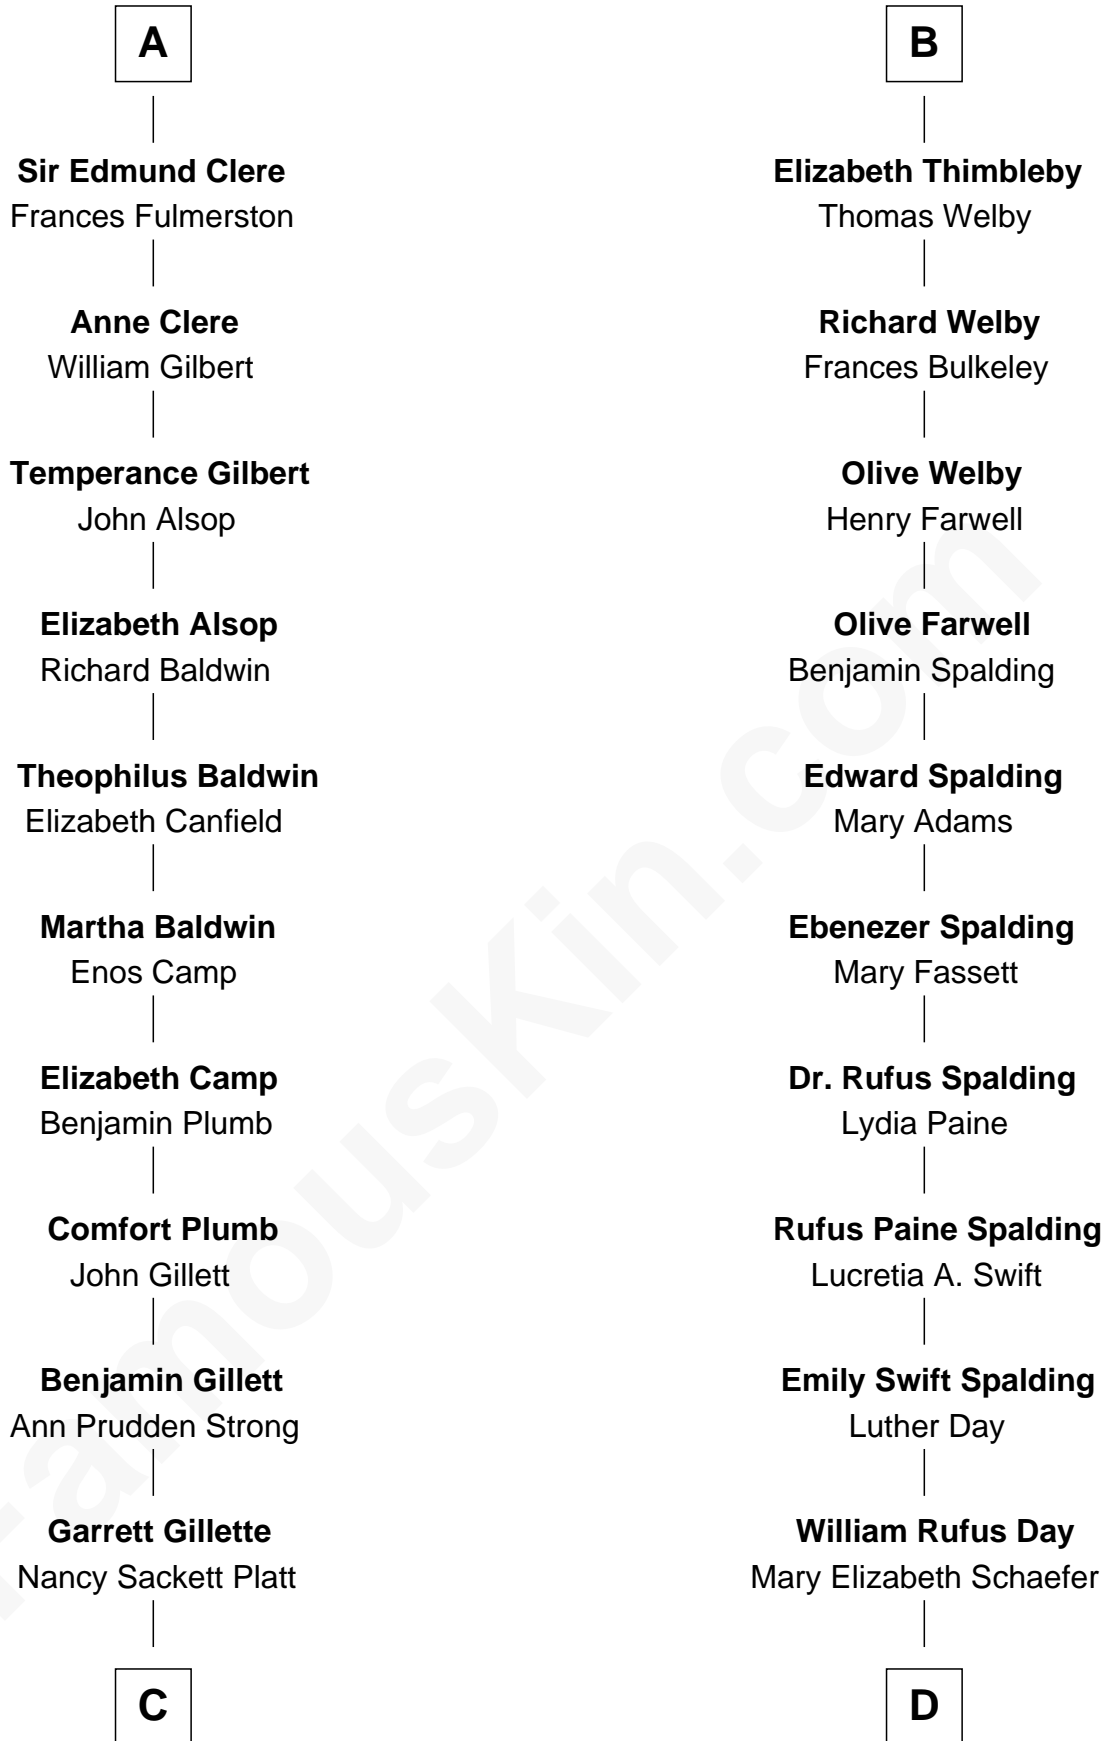 A
Sir Edmund Clere
Frances Fulmerston
Anne Clere
William Gilbert
Temperance Gilbert
John Alsop
Elizabeth Alsop
Richard Baldwin
Theophilus Baldwin
Elizabeth Canfield
Martha Baldwin
Enos Camp
Elizabeth Camp
Benjamin Plumb
Comfort Plumb
John Gillett
Benjamin Gillett
Ann Prudden Strong
Garrett Gillette
Nancy Sackett Platt
C
B
Elizabeth Thimbleby
Thomas Welby
Richard Welby
Frances Bulkeley
Olive Welby
Henry Farwell
Olive Farwell
Benjamin Spalding
Edward Spalding
Mary Adams
Ebenezer Spalding
Mary Fassett
Dr. Rufus Spalding
Lydia Paine
Rufus Paine Spalding
Lucretia A. Swift
Emily Swift Spalding
Luther Day
William Rufus Day
Mary Elizabeth Schaefer
D
FamousKin.com